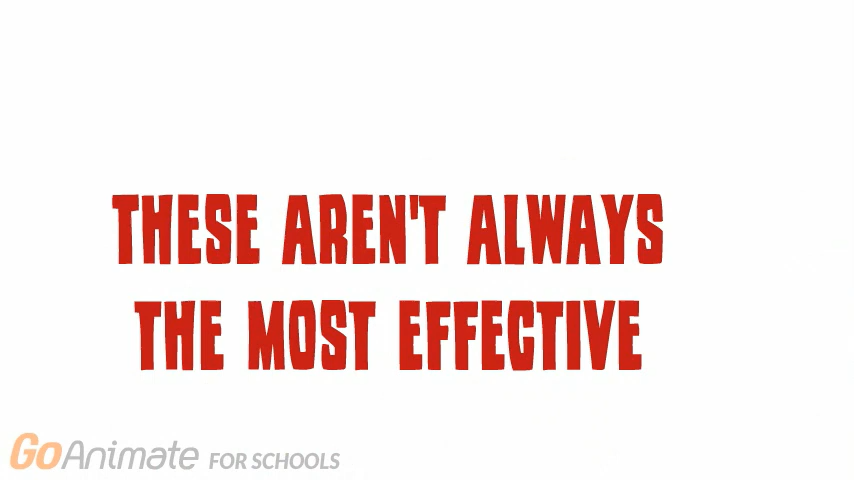 THESE AREN'T ALWAYS
THE MOST EFFECTIVE
GoAnimate FOR SCHOOLS